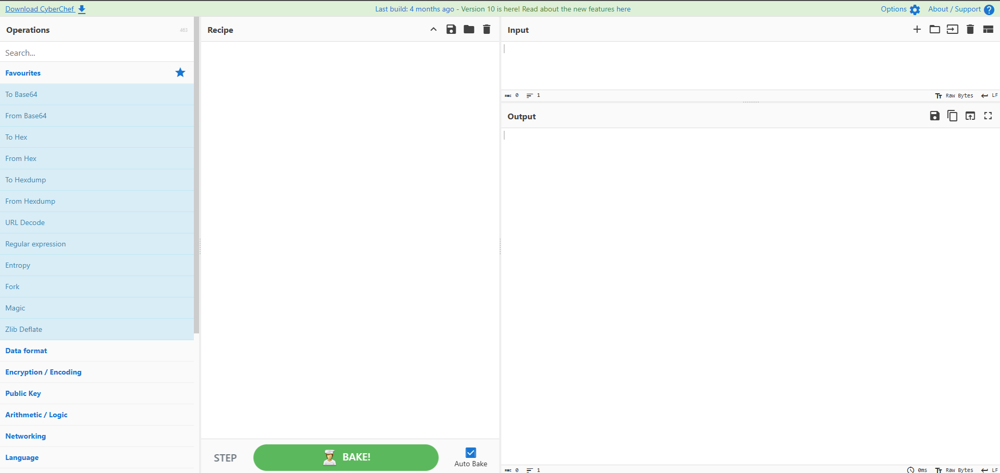 Download CyberChef
Last build: 4 months ago - Version 10 is here! Read about the new features here
Options
About / Support
Operations
463
Search...
Favourites
To Base64
From Base64
To Hex
From Hex
To Hexdump
From Hexdump
URL Decode
Regular expression
Entropy
Fork
Magic
Zlib Deflate
Data format
Encryption / Encoding
Public Key
Arithmetic / Logic
Networking
Language
Recipe
STEP
BAKE!
Auto Bake
Input
ABC 0 1
Raw Bytes LF
Output
ABC 0 1
0ms Raw Bytes LF